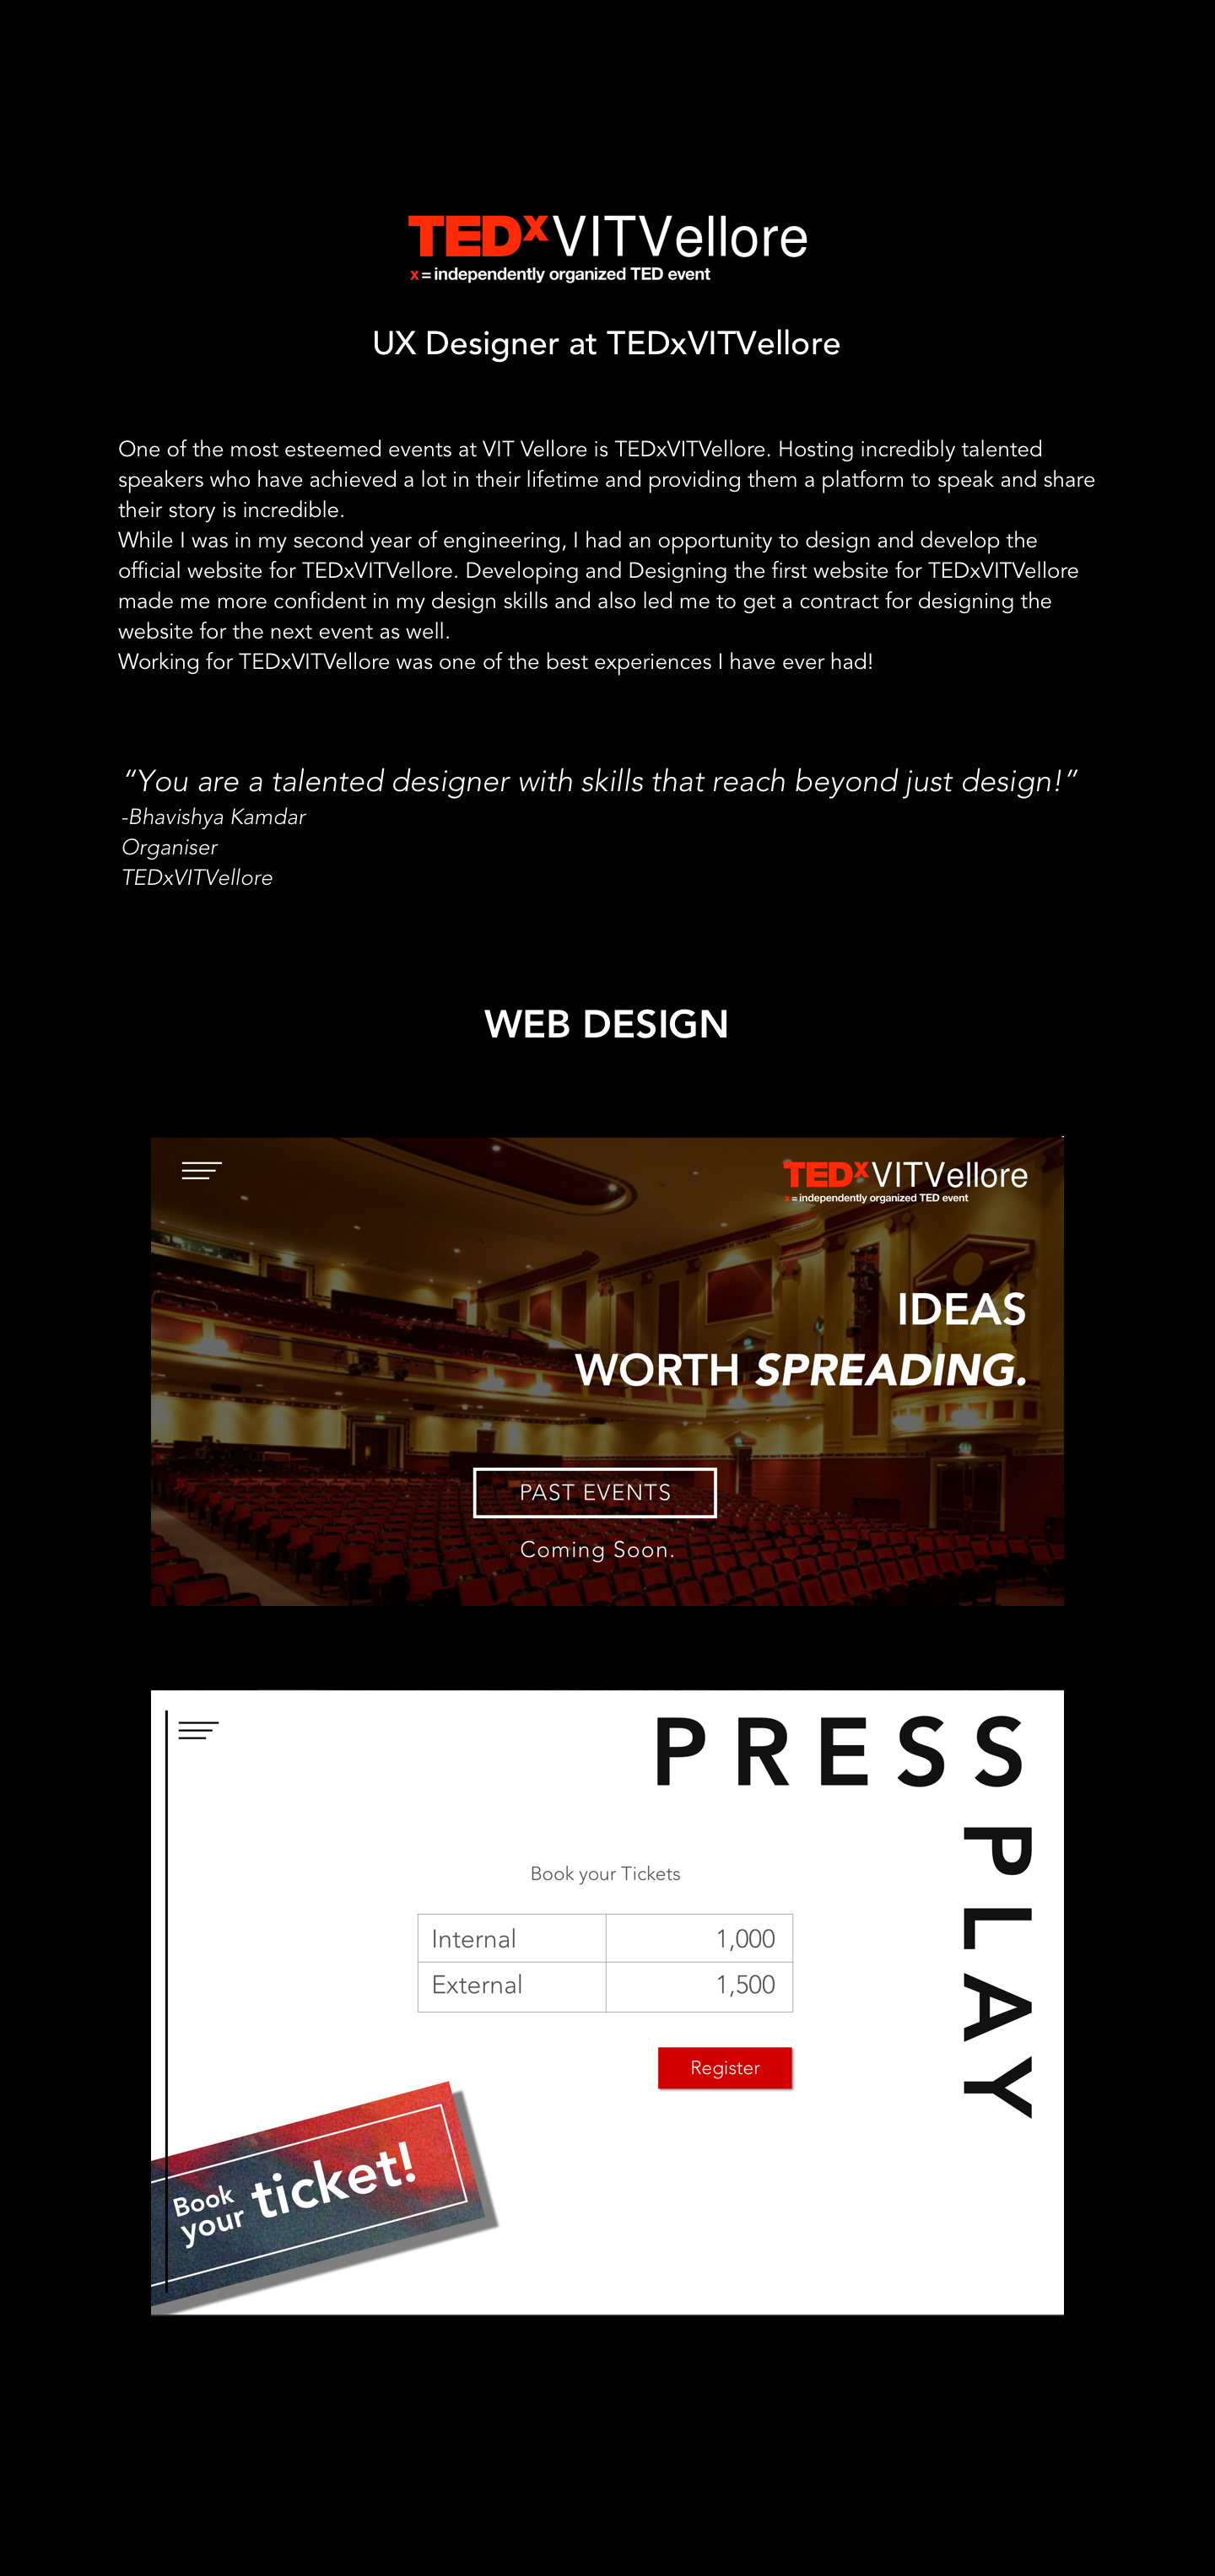 TEDxVITVellore
x = independently organized TED event
UX Designer at TEDxVITVellore
One of the most esteemed events at VIT Vellore is TEDxVITVellore. Hosting incredibly talented
speakers who have achieved a lot in their lifetime and providing them a platform to speak and share
their story is incredible.
While I was in my second year of engineering, I had an opportunity to design and develop the
official website for TEDxVITVellore. Developing and Designing the first website for TEDxVITVellore
made me more confident in my design skills and also led me to get a contract for designing the
website for the next event as well.
Working for TEDxVITVellore was one of the best experiences I have ever had!
“You are a talented designer with skills that reach beyond just design!”
-Bhavishya Kamdar
Organiser
TEDxVITVellore
WEB DESIGN
TEDxVITVellore
x = independently organized TED event
IDEAS
WORTH SPREADING.
PAST EVENTS
Coming Soon.
PRESS
PLAY
Book your Tickets
Internal 1,000
External 1,500
Register
Book
your ticket!